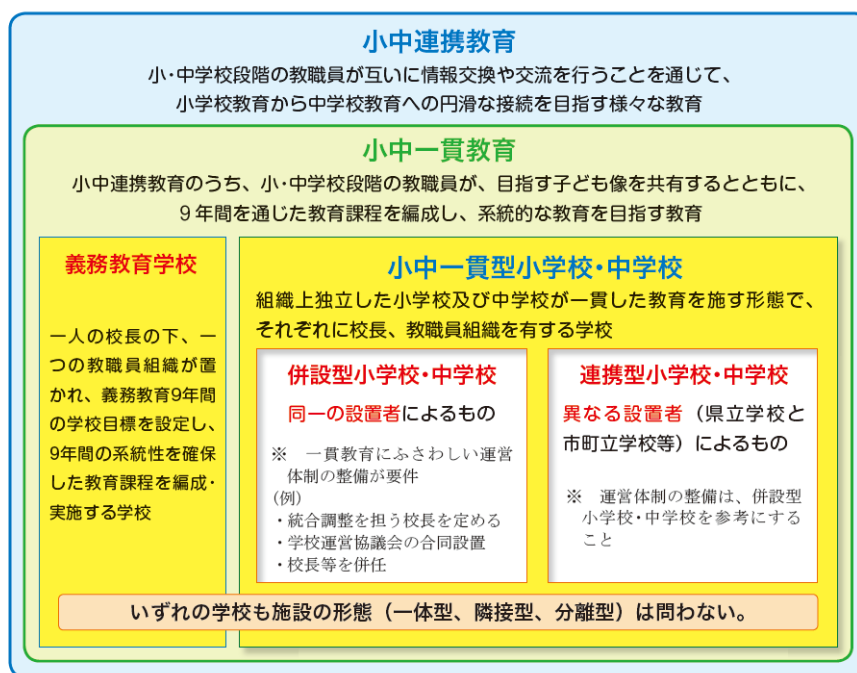 小中連携教育
小・中学校段階の教職員が互いに情報交換や交流を行うことを通じて、
小学校教育から中学校教育への円滑な接続を目指す様々な教育
小中一貫教育
小中連携教育のうち、小・中学校段階の教職員が、目指す子ども像を共有するとともに、
９年間を通じた教育課程を編成し、系統的な教育を目指す教育
義務教育学校
一人の校長の下、一
つの教職員組織が置
かれ、義務教育9年間
の学校目標を設定し、
9年間の系統性を確保
した教育課程を編成・
実施する学校
小中一貫型小学校・中学校
組織上独立した小学校及び中学校が一貫した教育を施す形態で、
それぞれに校長、教職員組織を有する学校
併設型小学校・中学校
同一の設置者によるもの
※　一貫教育にふさわしい運営
体制の整備が要件
(例)
・統合調整を担う校長を定める
・学校運営協議会の合同設置
・校長等を併任
連携型小学校・中学校
異なる設置者（県立学校と
市町立学校等）によるもの
※　運営体制の整備は、併設型
小学校・中学校を参考にする
こと
いずれの学校も施設の形態（一体型、隣接型、分離型）は問わない。